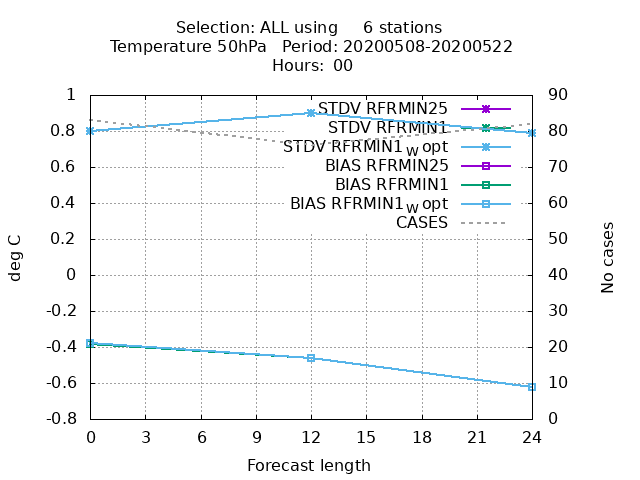 Selection: ALL using 6 stations
Temperature 50hPa Period: 20200508-20200522
Hours: 00
1 90
STDV RFRMIN25
0.8 STDV RFRMIN1 80
STDV RFRMIN1W opt
0.6 BIAS RFRMIN25 70
BIAS RFRMIN1
0.4 BIAS RFRMIN1W opt 60
CASES
0.2 50
deg C
No cases
0 40
-0.2 30
-0.4 20
-0.6 10
-0.8 0
0 3 6 9 12 15 18 21 24
Forecast length